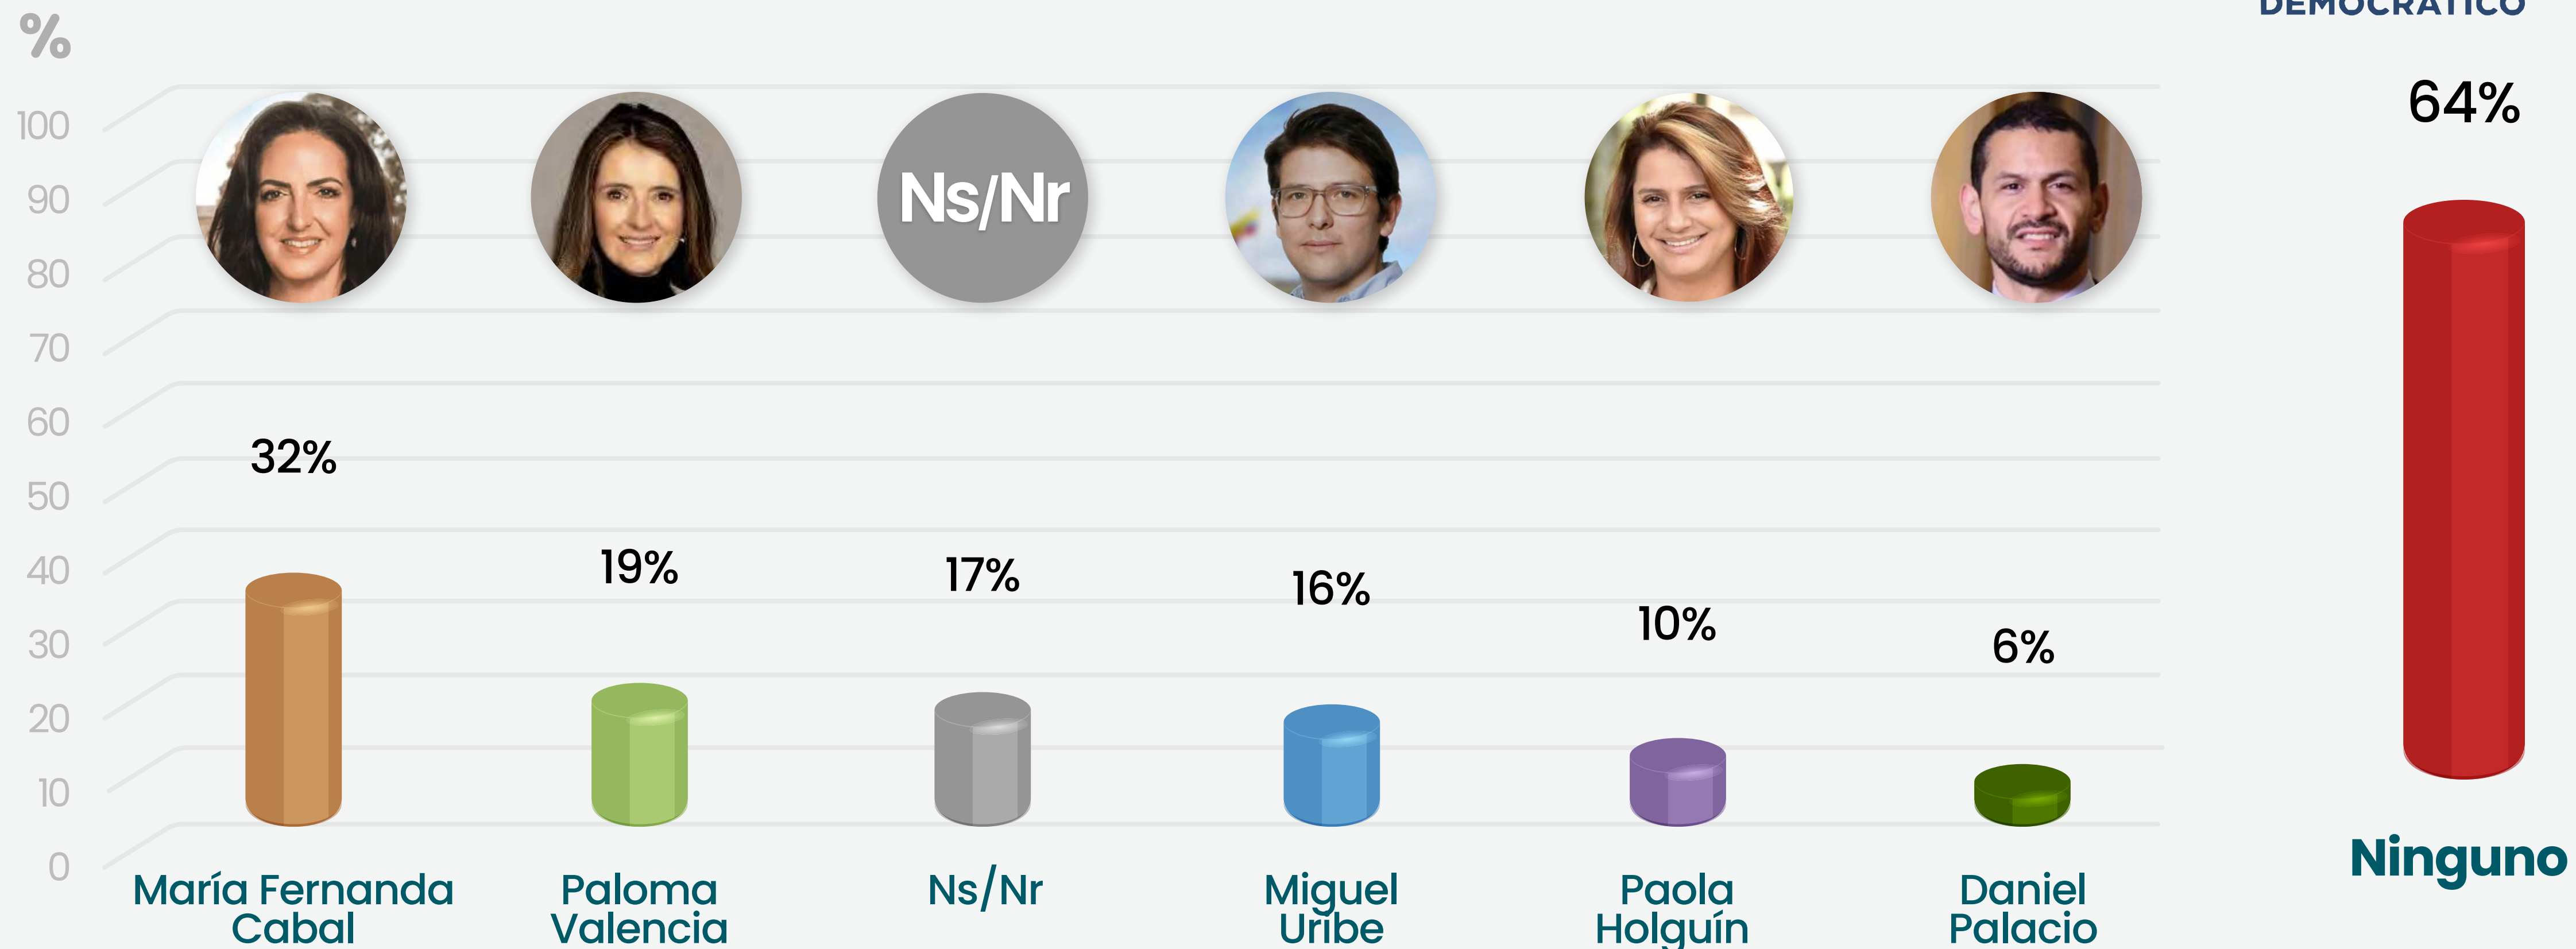 %
DEMOCRÁTICO
64%
100
90
80
70
60
50
40
30
20
10
0
Ns/Nr
32%
19%
17%
16%
10%
6%
María Fernanda
Cabal
Paloma
Valencia
Ns/Nr
Miguel
Uribe
Paola
Holguín
Daniel
Palacio
Ninguno